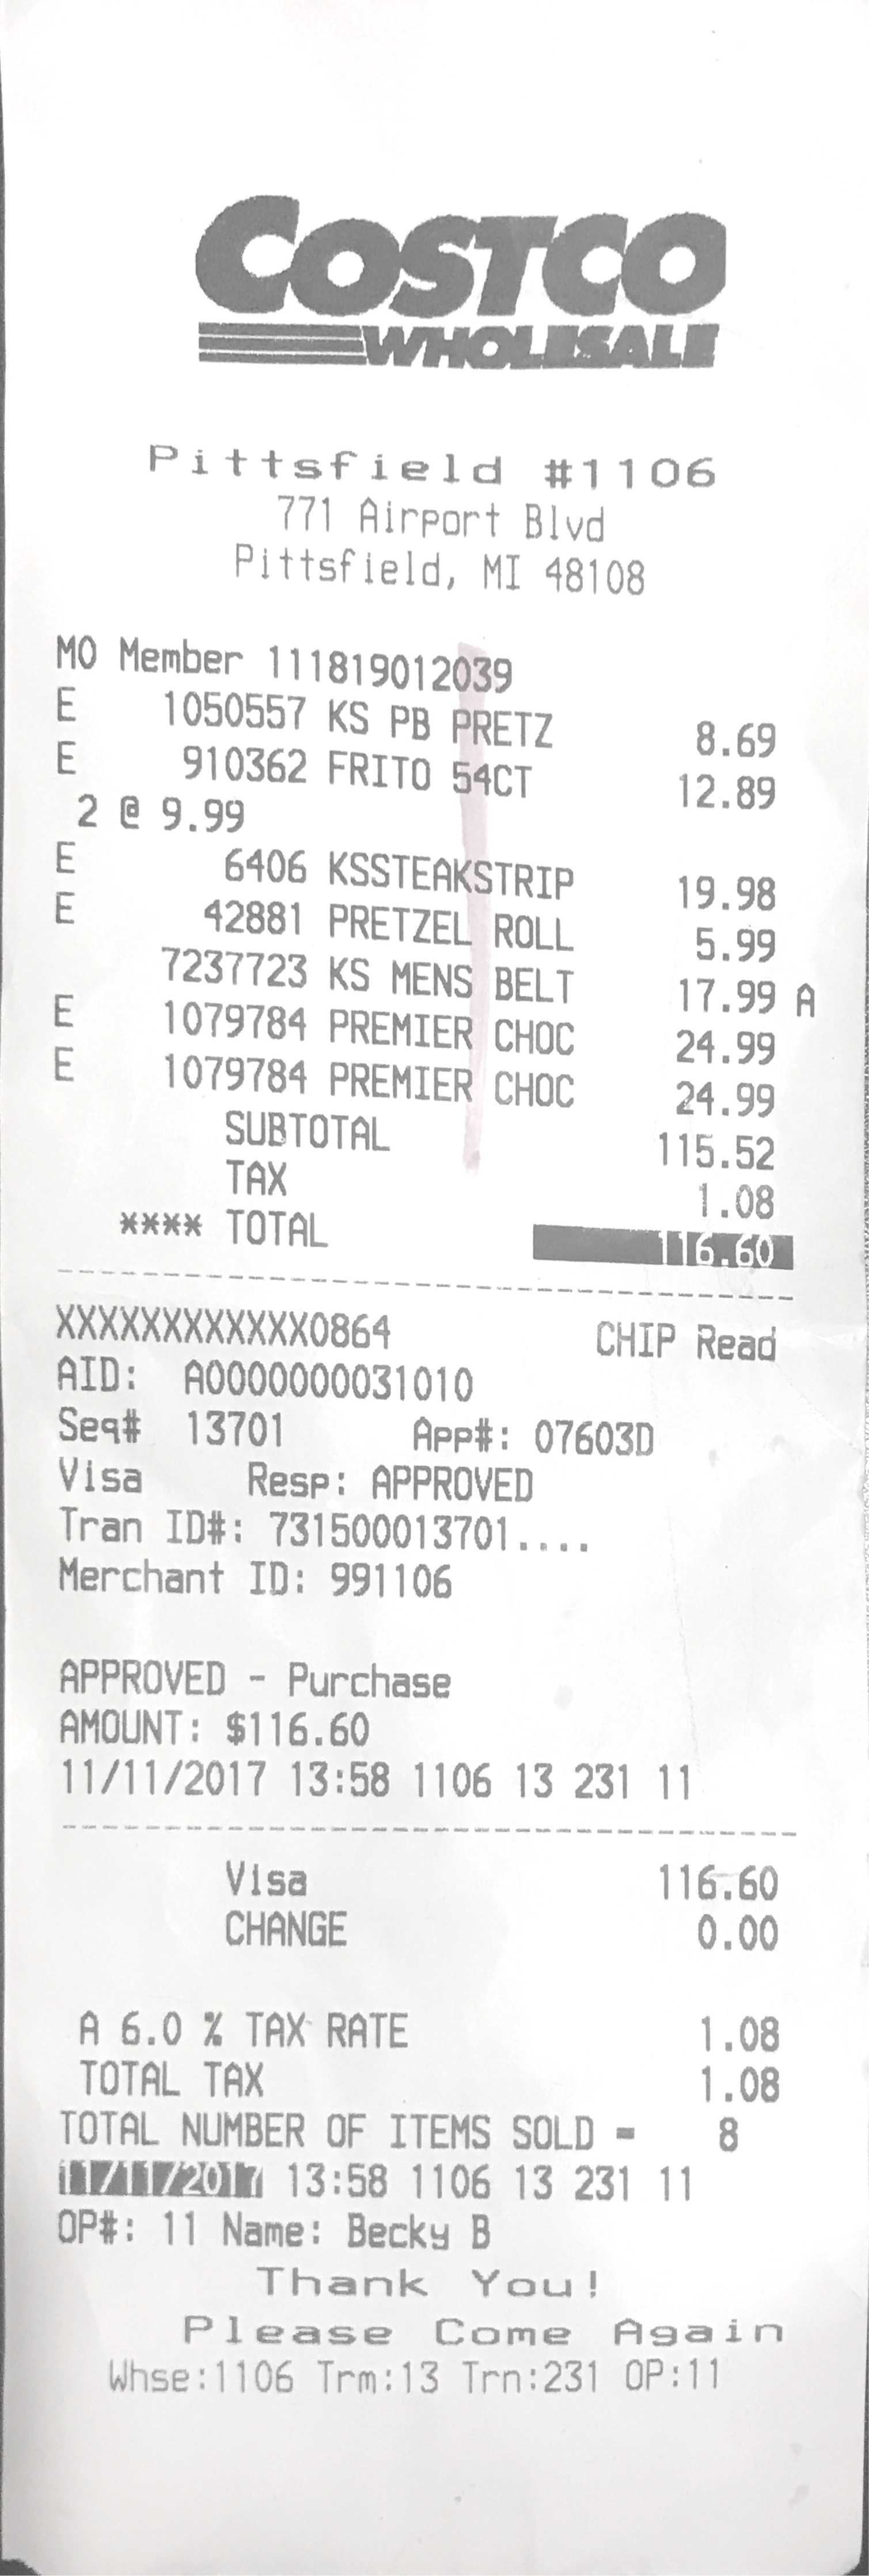 COSTCO
WHOLESALE
Pittsfield #1106
771 Airport Blvd
Pittsfield, MI 48108
MO Member 111819012039
E 1050557 KS PB PRETZ 8.69
E 910362 FRITO 54CT 12.89
2 @ 9.99
E 6406 KSSTEAKSTRIP 19.98
E 42881 PRETZEL ROLL 5.99
7237723 KS MENS BELT 17.99 A
E 1079784 PREMIER CHOC 24.99
E 1079784 PREMIER CHOC 24.99
SUBTOTAL 115.52
TAX 1.08
**** TOTAL 116.60
XXXXXXXXXXXX0864 CHIP Read
AID: A0000000031010
Seq# 13701 App#: 07603D
Visa Resp: APPROVED
Tran ID#: 731500013701....
Merchant ID: 991106
APPROVED - Purchase
AMOUNT: $116.60
11/11/2017 13:58 1106 13 231 11
Visa 116.60
CHANGE 0.00
A 6.0 % TAX RATE 1.08
TOTAL TAX 1.08
TOTAL NUMBER OF ITEMS SOLD = 8
11/11/2017 13:58 1106 13 231 11
OP#: 11 Name: Becky B
Thank You!
Please Come Again
Whse:1106 Trm:13 Trn:231 OP:11